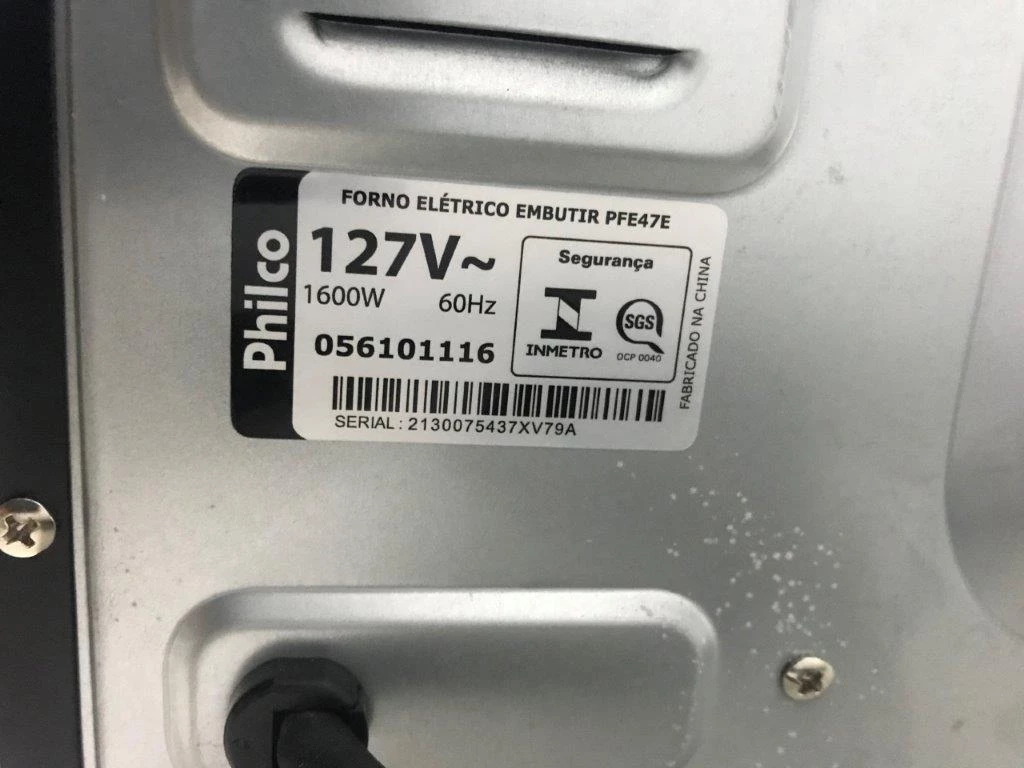 Philco
FORNO ELÉTRICO EMBUTIR PFE47E
127V~
1600W 60Hz
056101116
Segurança
INMETRO
SGS
OCP 0040
FABRICADO NA CHINA
SERIAL : 2130075437XV79A